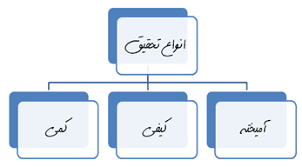 انواع تحقیق
آمیخته
کیفی
کمی